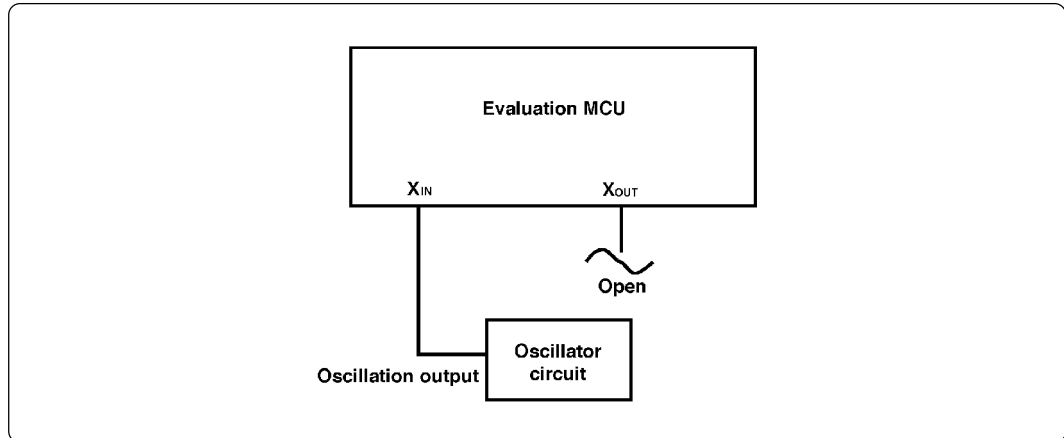 Evaluation MCU
XIN
XOUT
Open
Oscillator
circuit
Oscillation output